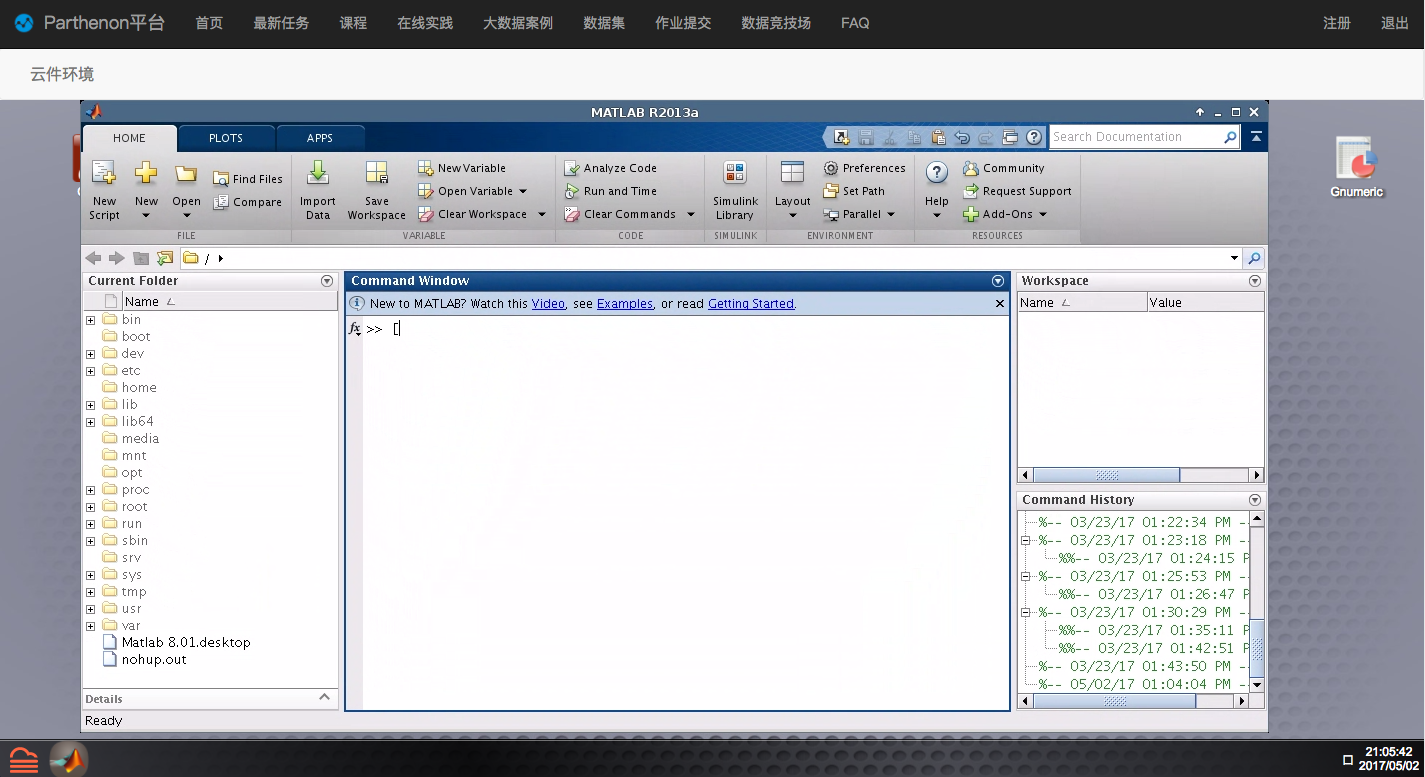 Parthenon平台 首页 最新任务 课程 在线实践 大数据案例 数据集 作业提交 数据竞技场 FAQ 注册 退出
云件环境
MATLAB R2013a
HOME PLOTS APPS Search Documentation
New Script New Open Find Files Compare
FILE
Import Data Save Workspace New Variable Open Variable Clear Workspace
VARIABLE
Analyze Code Run and Time Clear Commands
CODE
Simulink Library
SIMULINK
Layout Preferences Set Path Parallel
ENVIRONMENT
Help Community Request Support Add-Ons
RESOURCES
/
Current Folder
Name
bin
boot
dev
etc
home
lib
lib64
media
mnt
opt
proc
root
run
sbin
srv
sys
tmp
usr
var
Matlab 8.01.desktop
nohup.out
Details
Ready
Command Window
New to MATLAB? Watch this Video, see Examples, or read Getting Started.
fx >> [
Workspace
Name Value
Command History
%-- 03/23/17 01:22:34 PM --
%-- 03/23/17 01:23:18 PM --
%%-- 03/23/17 01:24:15 P
%-- 03/23/17 01:25:53 PM --
%%-- 03/23/17 01:26:47 P
%-- 03/23/17 01:30:29 PM --
%%-- 03/23/17 01:35:11 P
%%-- 03/23/17 01:42:51 P
%-- 03/23/17 01:43:50 PM --
%-- 05/02/17 01:04:04 PM --
Gnumeric
21:05:42
2017/05/02